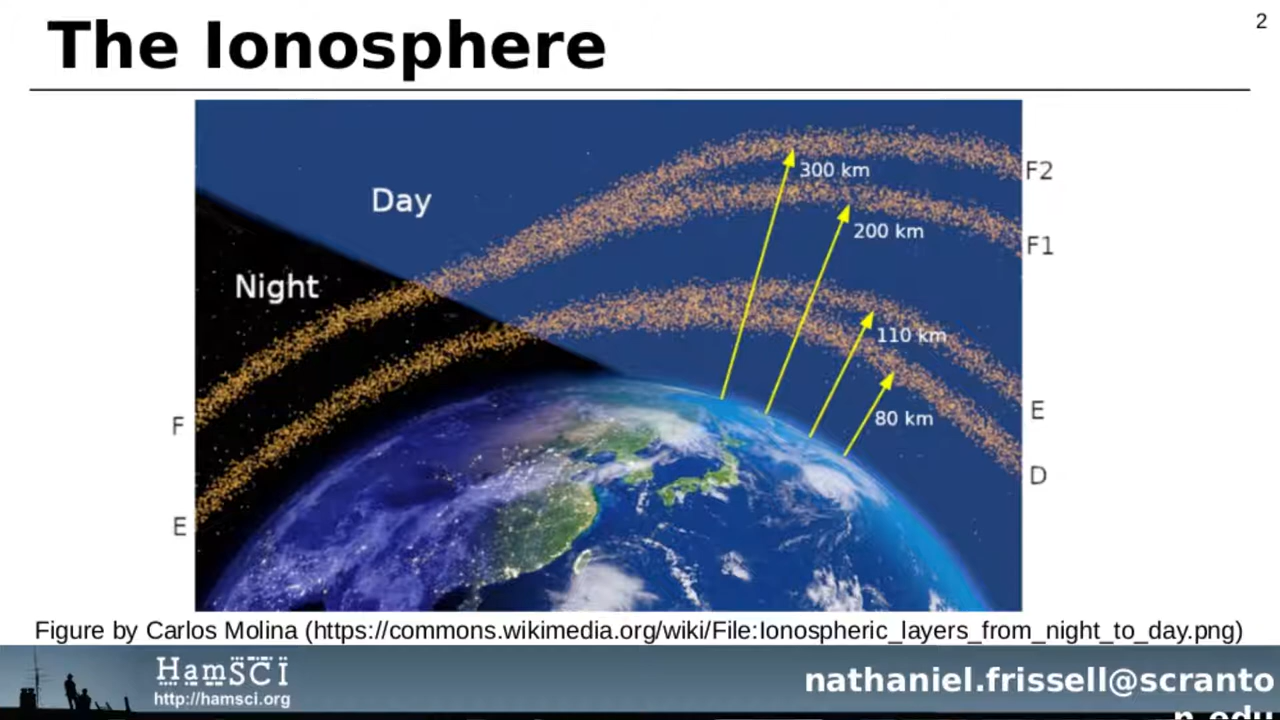 The Ionosphere
2
Day
Night
300 km
200 km
110 km
80 km
F2
F1
E
D
F
E
Figure by Carlos Molina (https://commons.wikimedia.org/wiki/File:Ionospheric_layers_from_night_to_day.png)
HamSCI
http://hamsci.org
nathaniel.frissell@scranto
n.edu